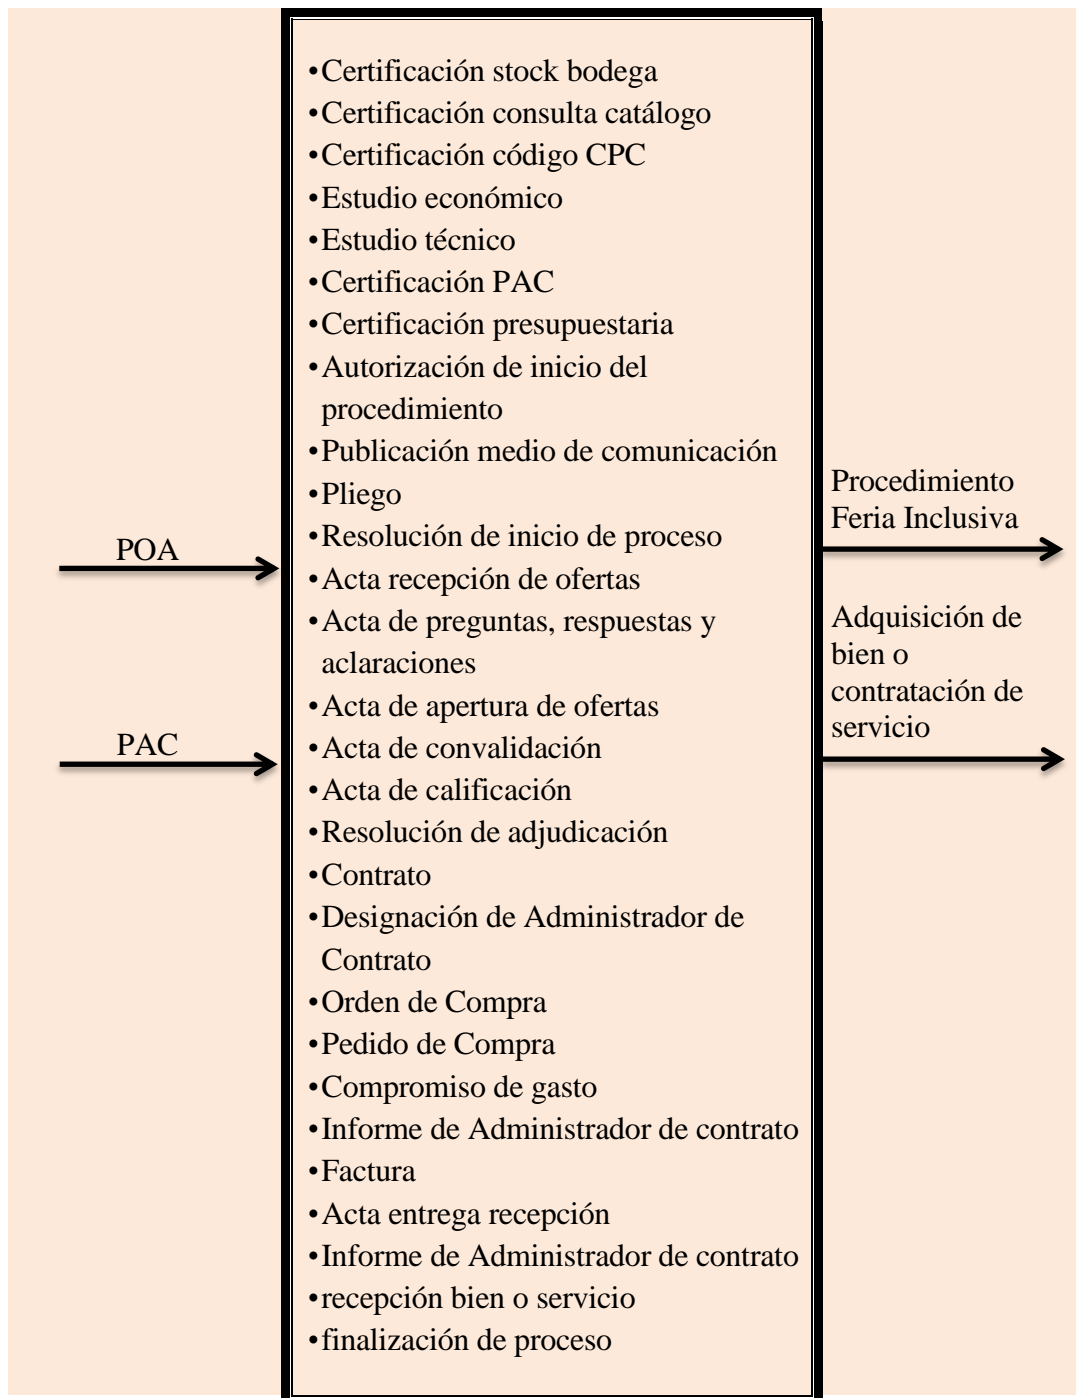 POA
PAC
•Certificación stock bodega
•Certificación consulta catálogo
•Certificación código CPC
•Estudio económico
•Estudio técnico
•Certificación PAC
•Certificación presupuestaria
•Autorización de inicio del
procedimiento
•Publicación medio de comunicación
•Pliego
•Resolución de inicio de proceso
•Acta recepción de ofertas
•Acta de preguntas, respuestas y
aclaraciones
•Acta de apertura de ofertas
•Acta de convalidación
•Acta de calificación
•Resolución de adjudicación
•Contrato
•Designación de Administrador de
Contrato
•Orden de Compra
•Pedido de Compra
•Compromiso de gasto
•Informe de Administrador de contrato
•Factura
•Acta entrega recepción
•Informe de Administrador de contrato
•recepción bien o servicio
•finalización de proceso
Procedimiento
Feria Inclusiva
Adquisición de
bien o
contratación de
servicio